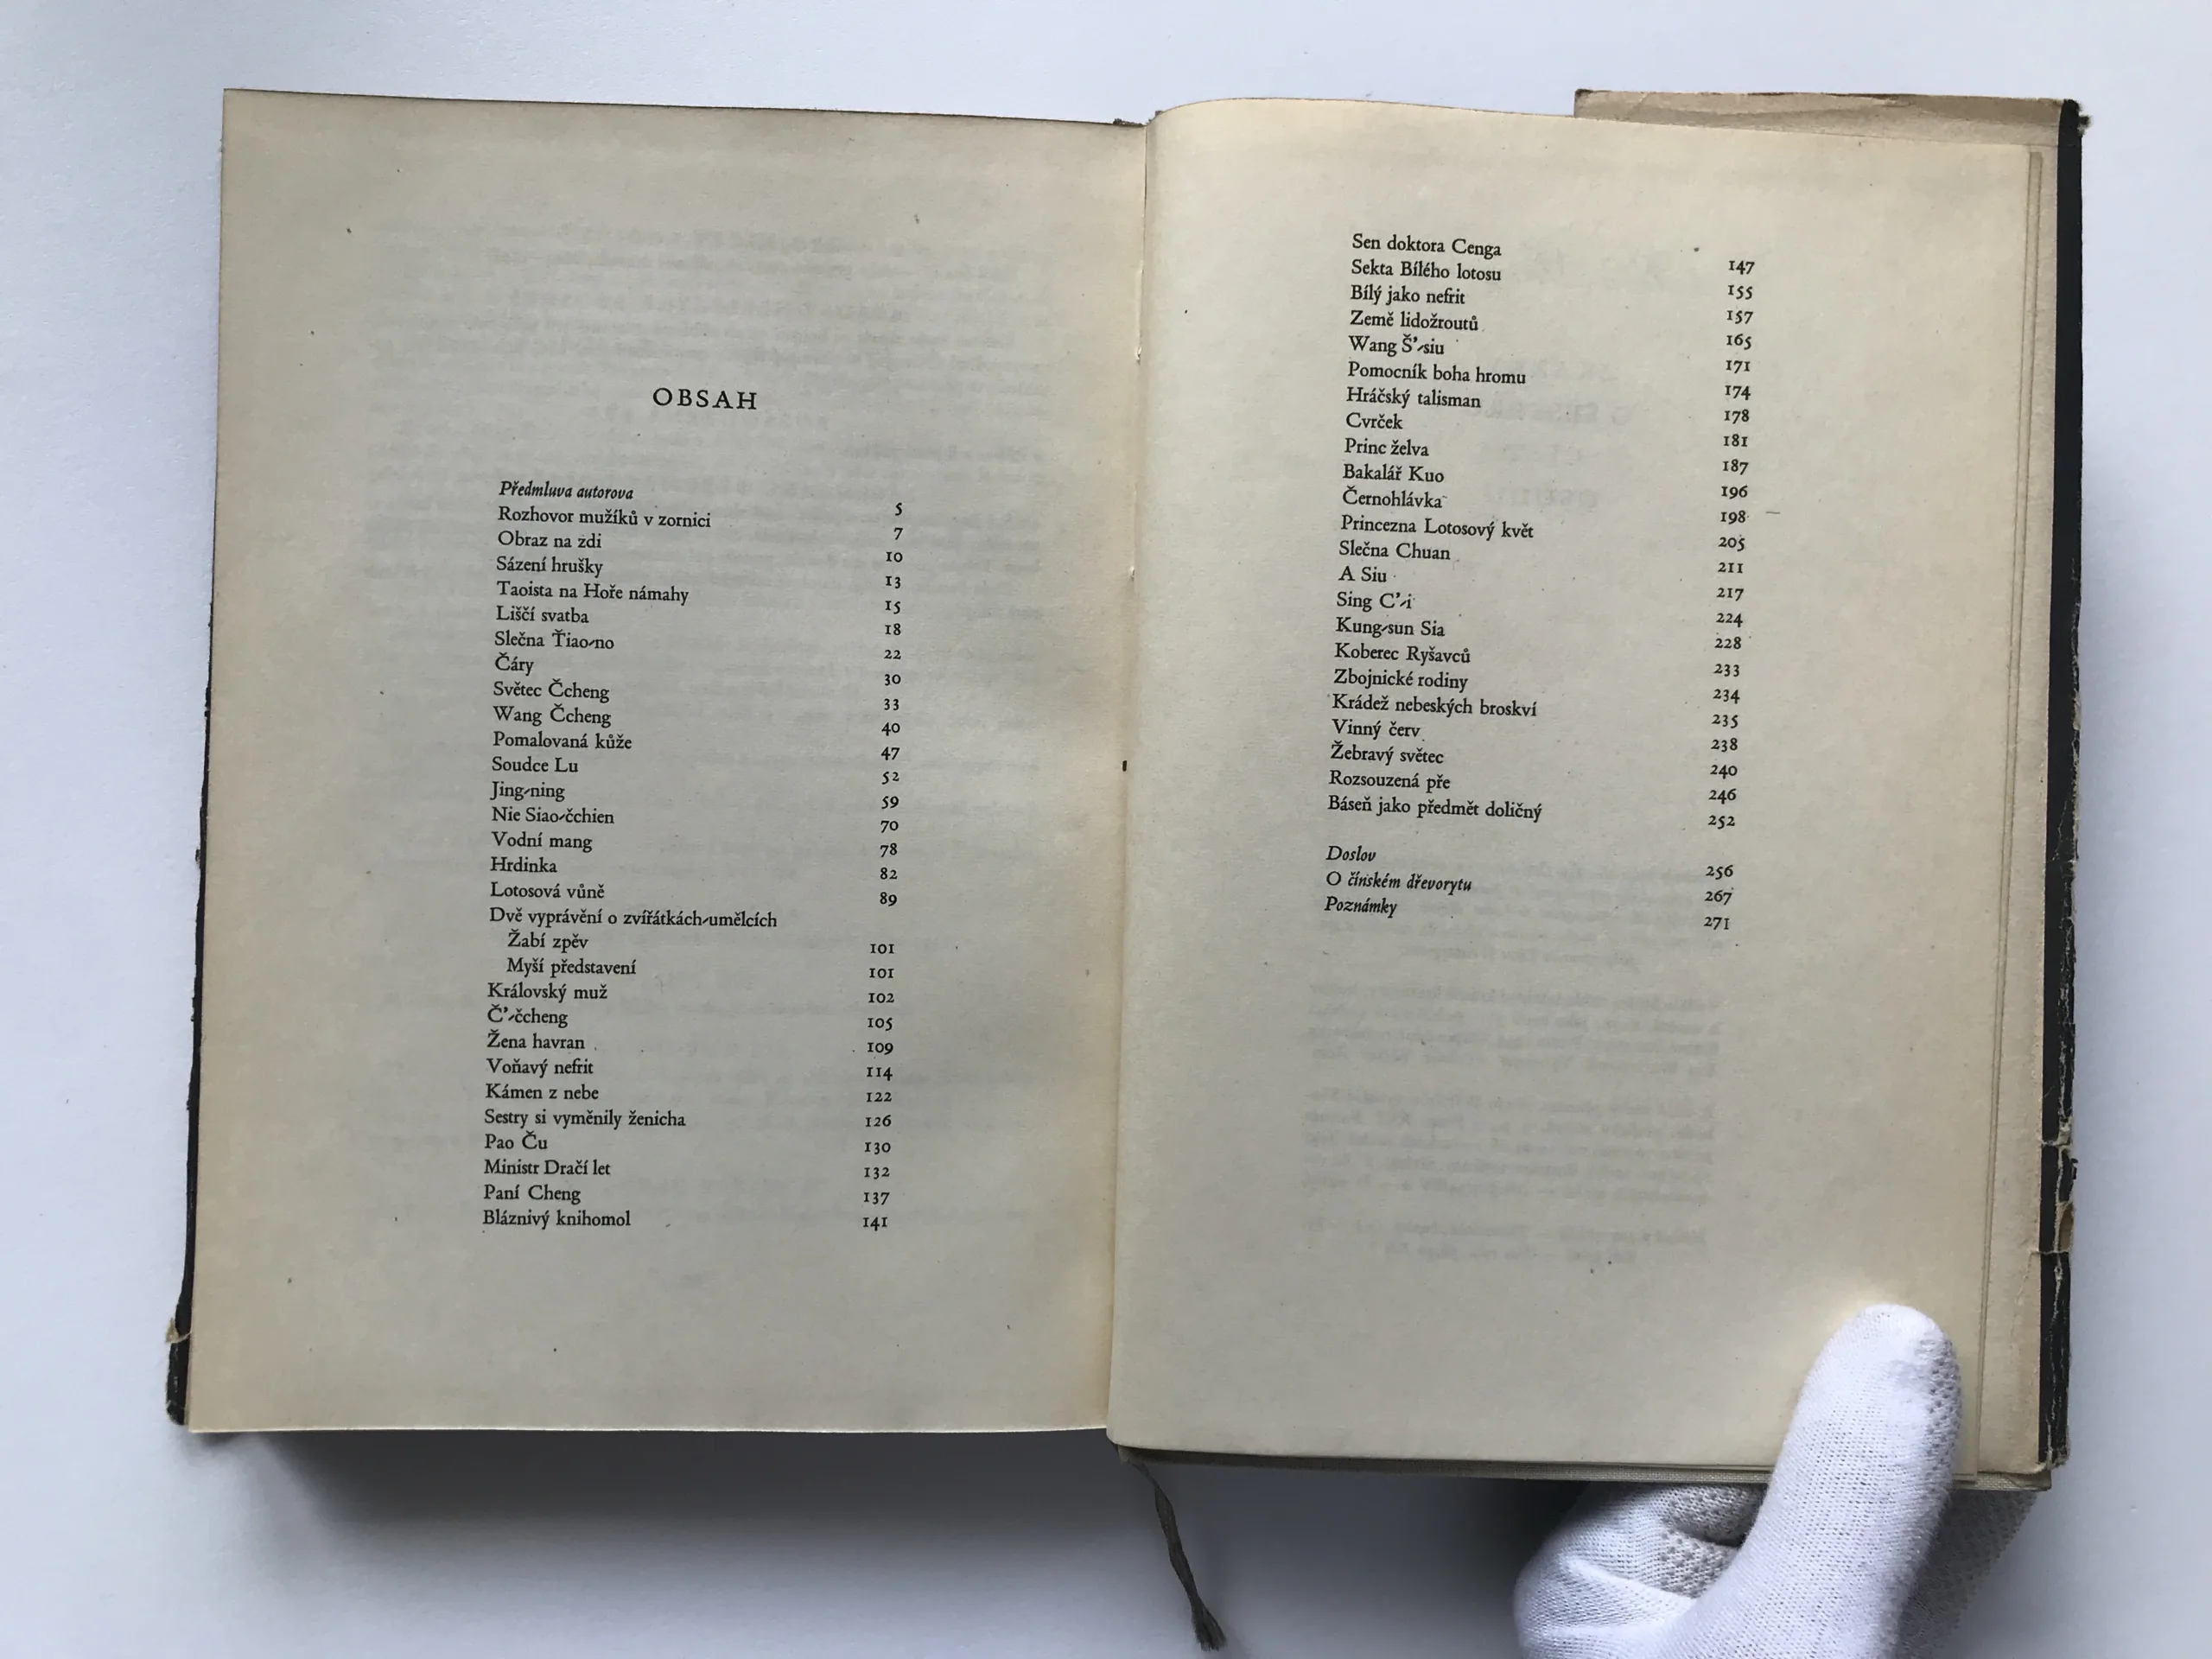 OBSAH
Předmluva autorova 5
Rozhovor mužíků v zornici 7
Obraz na zdi 10
Sázení hrušky 13
Taoista na Hoře námahy 15
Liščí svatba 18
Slečna Ťiao-no 22
Čáry 30
Světec Čcheng 33
Wang Čcheng 40
Pomalovaná kůže 47
Soudce Lu 52
Jing-ning 59
Nie Siao-čchien 70
Vodní mang 78
Hrdinka 82
Lotosová vůně 89
Dvě vyprávění o zvířátkách-umělcích
Žabí zpěv 101
Myší představení 101
Královský muž 102
Č’-čcheng 105
Žena havran 109
Voňavý nefrit 114
Kámen z nebe 122
Sestry si vyměnily ženicha 126
Pao Ču 130
Ministr Dračí let 132
Paní Cheng 137
Bláznivý knihomol 141
Sen doktora Cenga 147
Sekta Bílého lotosu 155
Bílý jako nefrit 157
Země lidožroutů 165
Wang Š’-siu 171
Pomocník boha hromu 174
Hráčský talisman 178
Cvrček 181
Princ želva 187
Bakalář Kuo 196
Černohlávka 198
Princezna Lotosový květ 205
Slečna Chuan 211
A Siu 217
Sing C’-i 224
Kung-sun Sia 228
Koberec Ryšavců 233
Zbojnické rodiny 234
Krádež nebeských broskví 235
Vinný červ 238
Žebravý světec 240
Rozsouzená pře 246
Báseň jako předmět doličný 252
Doslov 256
O čínském dřevorytu 267
Poznámky 271